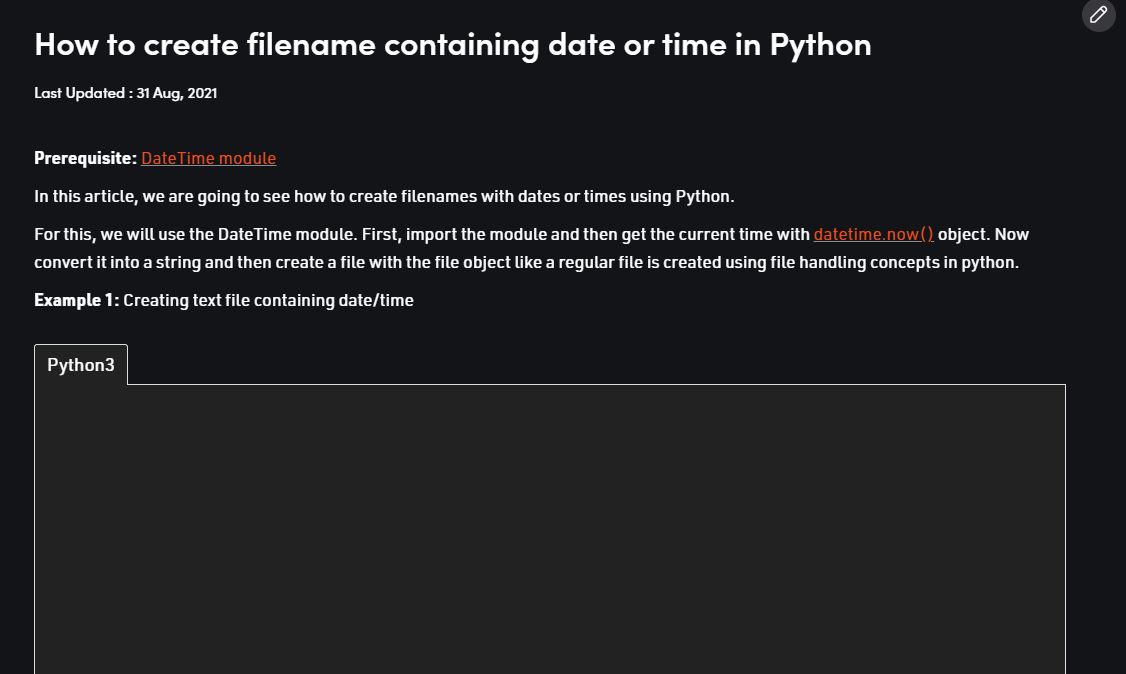 How to create filename containing date or time in Python
Last Updated : 31 Aug, 2021
Prerequisite: DateTime module
In this article, we are going to see how to create filenames with dates or times using Python.
For this, we will use the DateTime module. First, import the module and then get the current time with datetime.now() object. Now
convert it into a string and then create a file with the file object like a regular file is created using file handling concepts in python.
Example 1: Creating text file containing date/time
Python3